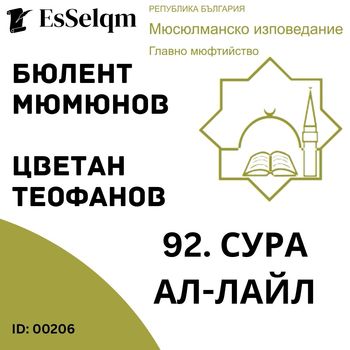 EsSelqm
РЕПУБЛИКА БЪЛГАРИЯ
Мюсюлманско изповедание
Главно мюфтийство
БЮЛЕНТ
МЮМЮНОВ
ЦВЕТАН
ТЕОФАНОВ
92. СУРА
АЛ-ЛАЙЛ
ID: 00206